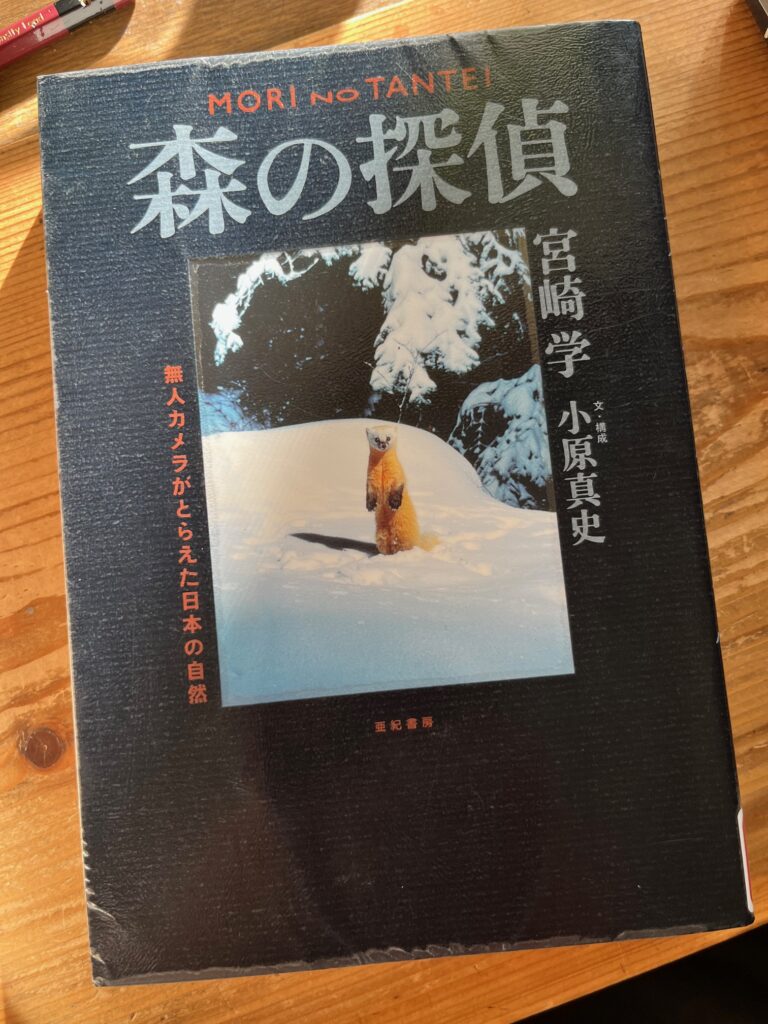 MORI NO TANTEI
森の探偵
宮崎学
文・構成
小原真史
無人カメラがとらえた日本の自然
亜紀書房